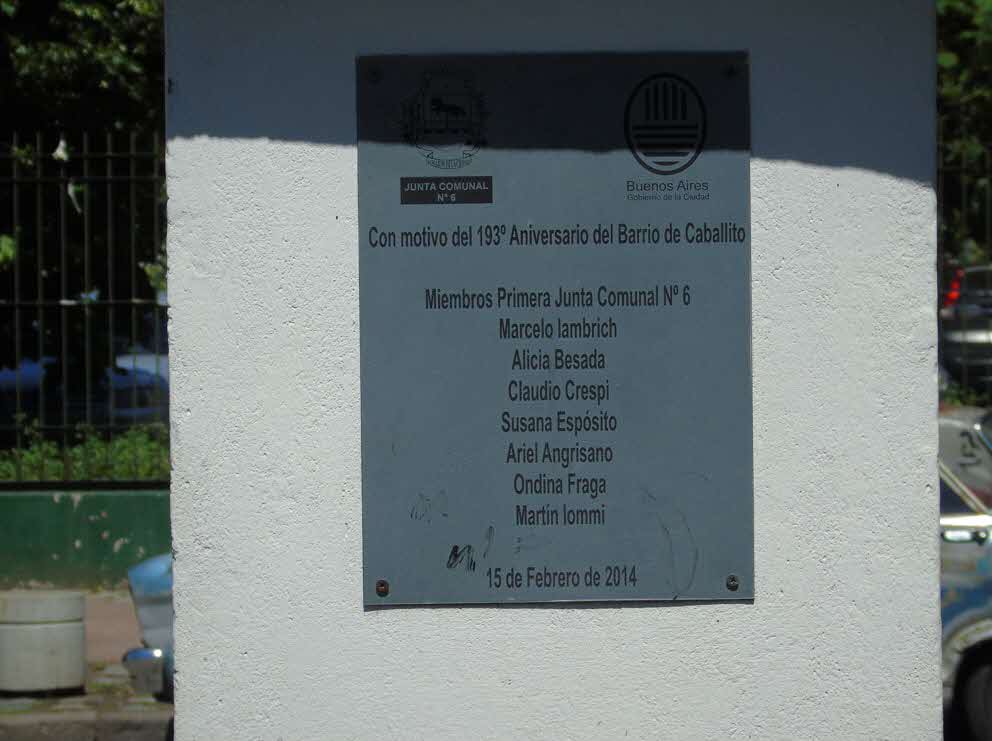 JUNTA COMUNAL
Nº 6
Buenos Aires
Gobierno de la Ciudad
Con motivo del 193º Aniversario del Barrio de Caballito
Miembros Primera Junta Comunal Nº 6
Marcelo Iambrich
Alicia Besada
Claudio Crespi
Susana Espósito
Ariel Angrisano
Ondina Fraga
Martín Iommi
15 de Febrero de 2014